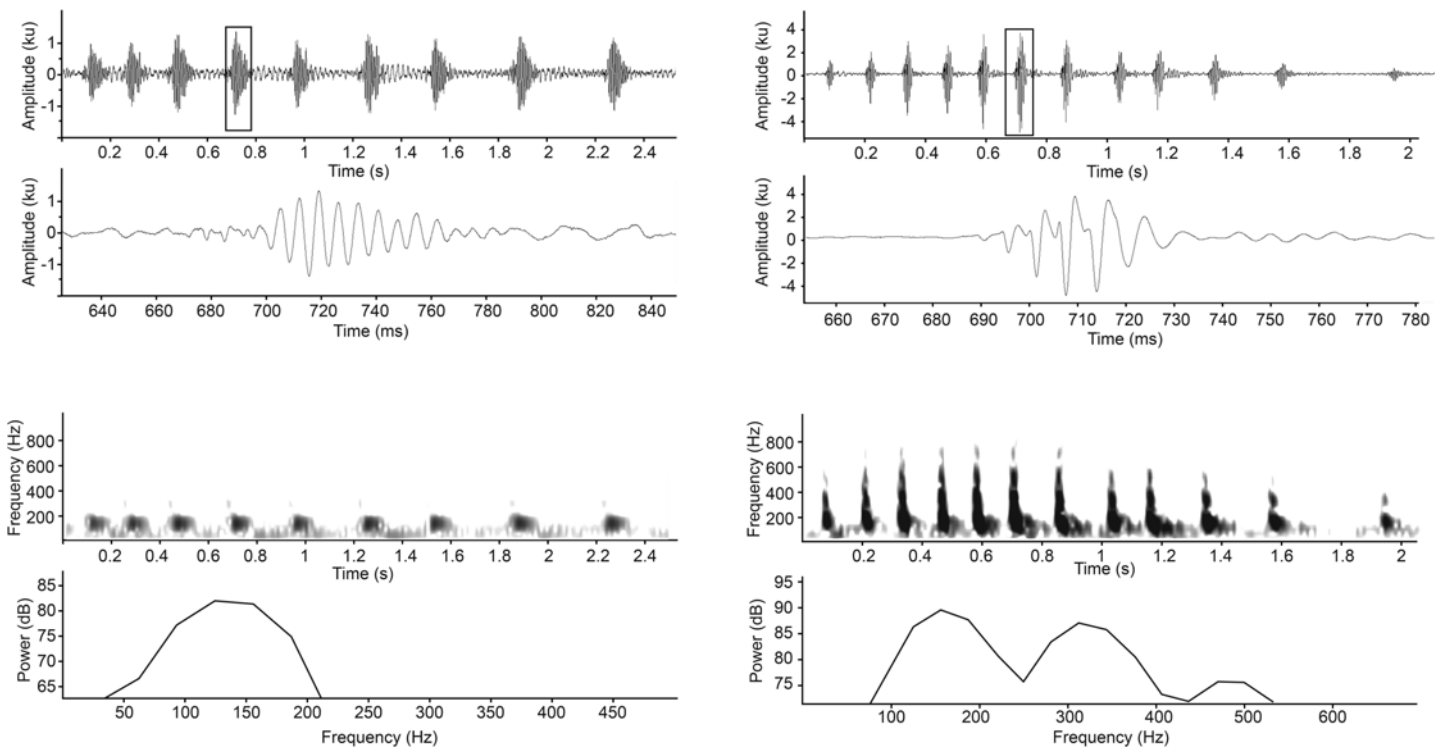 Amplitude (ku)
1
0
-1
0.2 0.4 0.6 0.8 1 1.2 1.4 1.6 1.8 2 2.2 2.4
Time (s)
Amplitude (ku)
1
0
-1
640 660 680 700 720 740 760 780 800 820 840
Time (ms)
Frequency (Hz)
800
600
400
200
0.2 0.4 0.6 0.8 1 1.2 1.4 1.6 1.8 2 2.2 2.4
Time (s)
Power (dB)
85
80
75
70
65
50 100 150 200 250 300 350 400 450
Frequency (Hz)
Amplitude (ku)
4
2
0
-2
-4
0.2 0.4 0.6 0.8 1 1.2 1.4 1.6 1.8 2
Time (s)
Amplitude (ku)
4
2
0
-2
-4
660 670 680 690 700 710 720 730 740 750 760 770 780
Time (ms)
Frequency (Hz)
800
600
400
200
0.2 0.4 0.6 0.8 1 1.2 1.4 1.6 1.8 2
Time (s)
Power (dB)
95
90
85
80
75
100 200 300 400 500 600
Frequency (Hz)